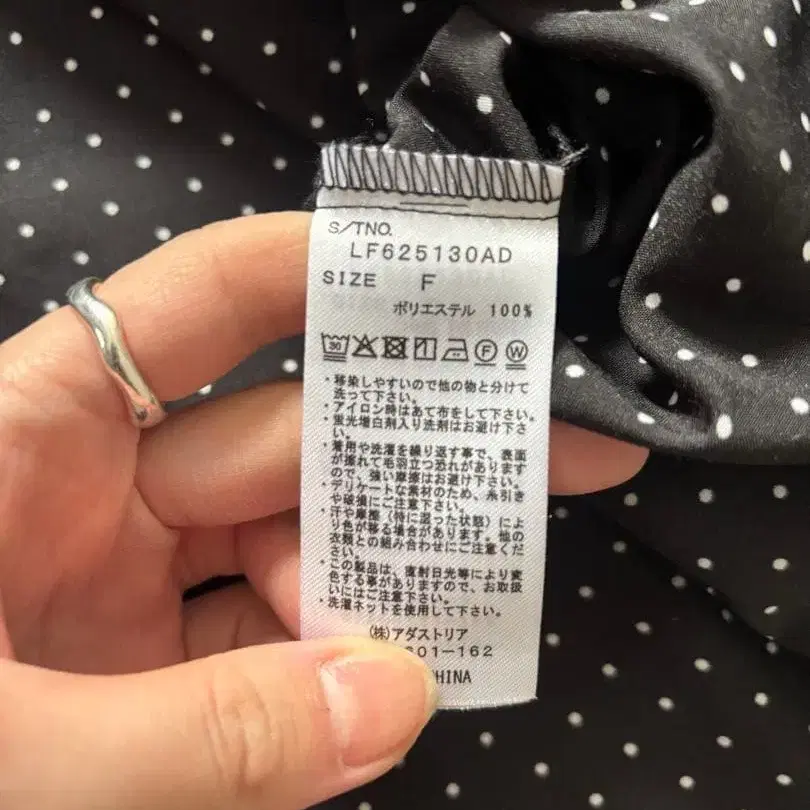 S/TNO.
LF625130AD
SIZE F
ポリエステル 100%
30 F W
・移染しやすいので他の物と分けて
洗って下さい。
・アイロン時はあて布をして下さい。
・蛍光増白剤入り洗剤はお避け下さ
い。
・着用や洗濯を繰り返す事で、表面
が擦れて毛羽立つ恐れがあります
ので、強い摩擦はお避け下さい。
・デリケートな素材のため、糸引き
や破損にご注意下さい。
・汗や摩擦（特に湿った状態）によ
り色が移る場合があります。他の
衣類との組み合わせにご注意くだ
さい。
・この製品は、直射日光等により変
色する事がありますので、お取扱
いにはご注意下さい。
・洗濯ネットを使用して下さい。
(株)アダストリア
601-162
HINA